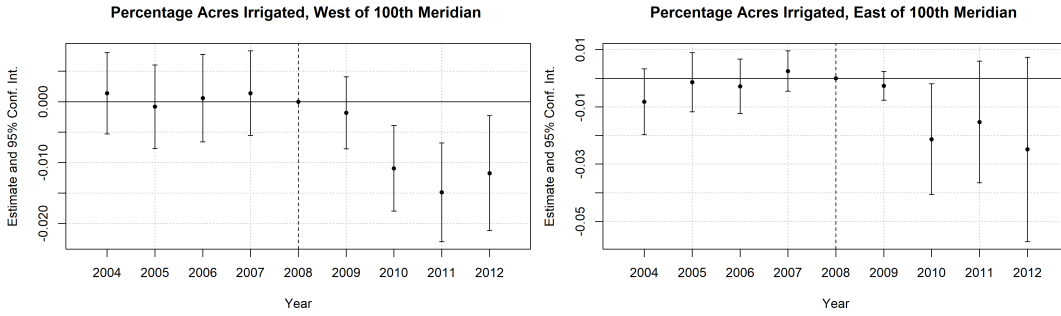 Percentage Acres Irrigated, West of 100th Meridian
Estimate and 95% Conf. Int.
0.000
-0.010
-0.020
2004 2005 2006 2007 2008 2009 2010 2011 2012
Year
Percentage Acres Irrigated, East of 100th Meridian
Estimate and 95% Conf. Int.
0.01
-0.01
-0.03
-0.05
2004 2005 2006 2007 2008 2009 2010 2011 2012
Year